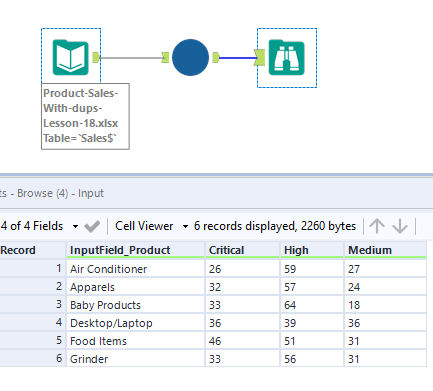 Product-Sales-
With-dups-
Lesson-18.xlsx
Table=`Sales$`
ts - Browse (4) - Input
4 of 4 Fields Cell Viewer 6 records displayed, 2260 bytes
Record InputField_Product Critical High Medium
1 Air Conditioner 26 59 27
2 Apparels 32 57 24
3 Baby Products 33 64 18
4 Desktop/Laptop 36 39 36
5 Food Items 46 51 31
6 Grinder 33 56 31